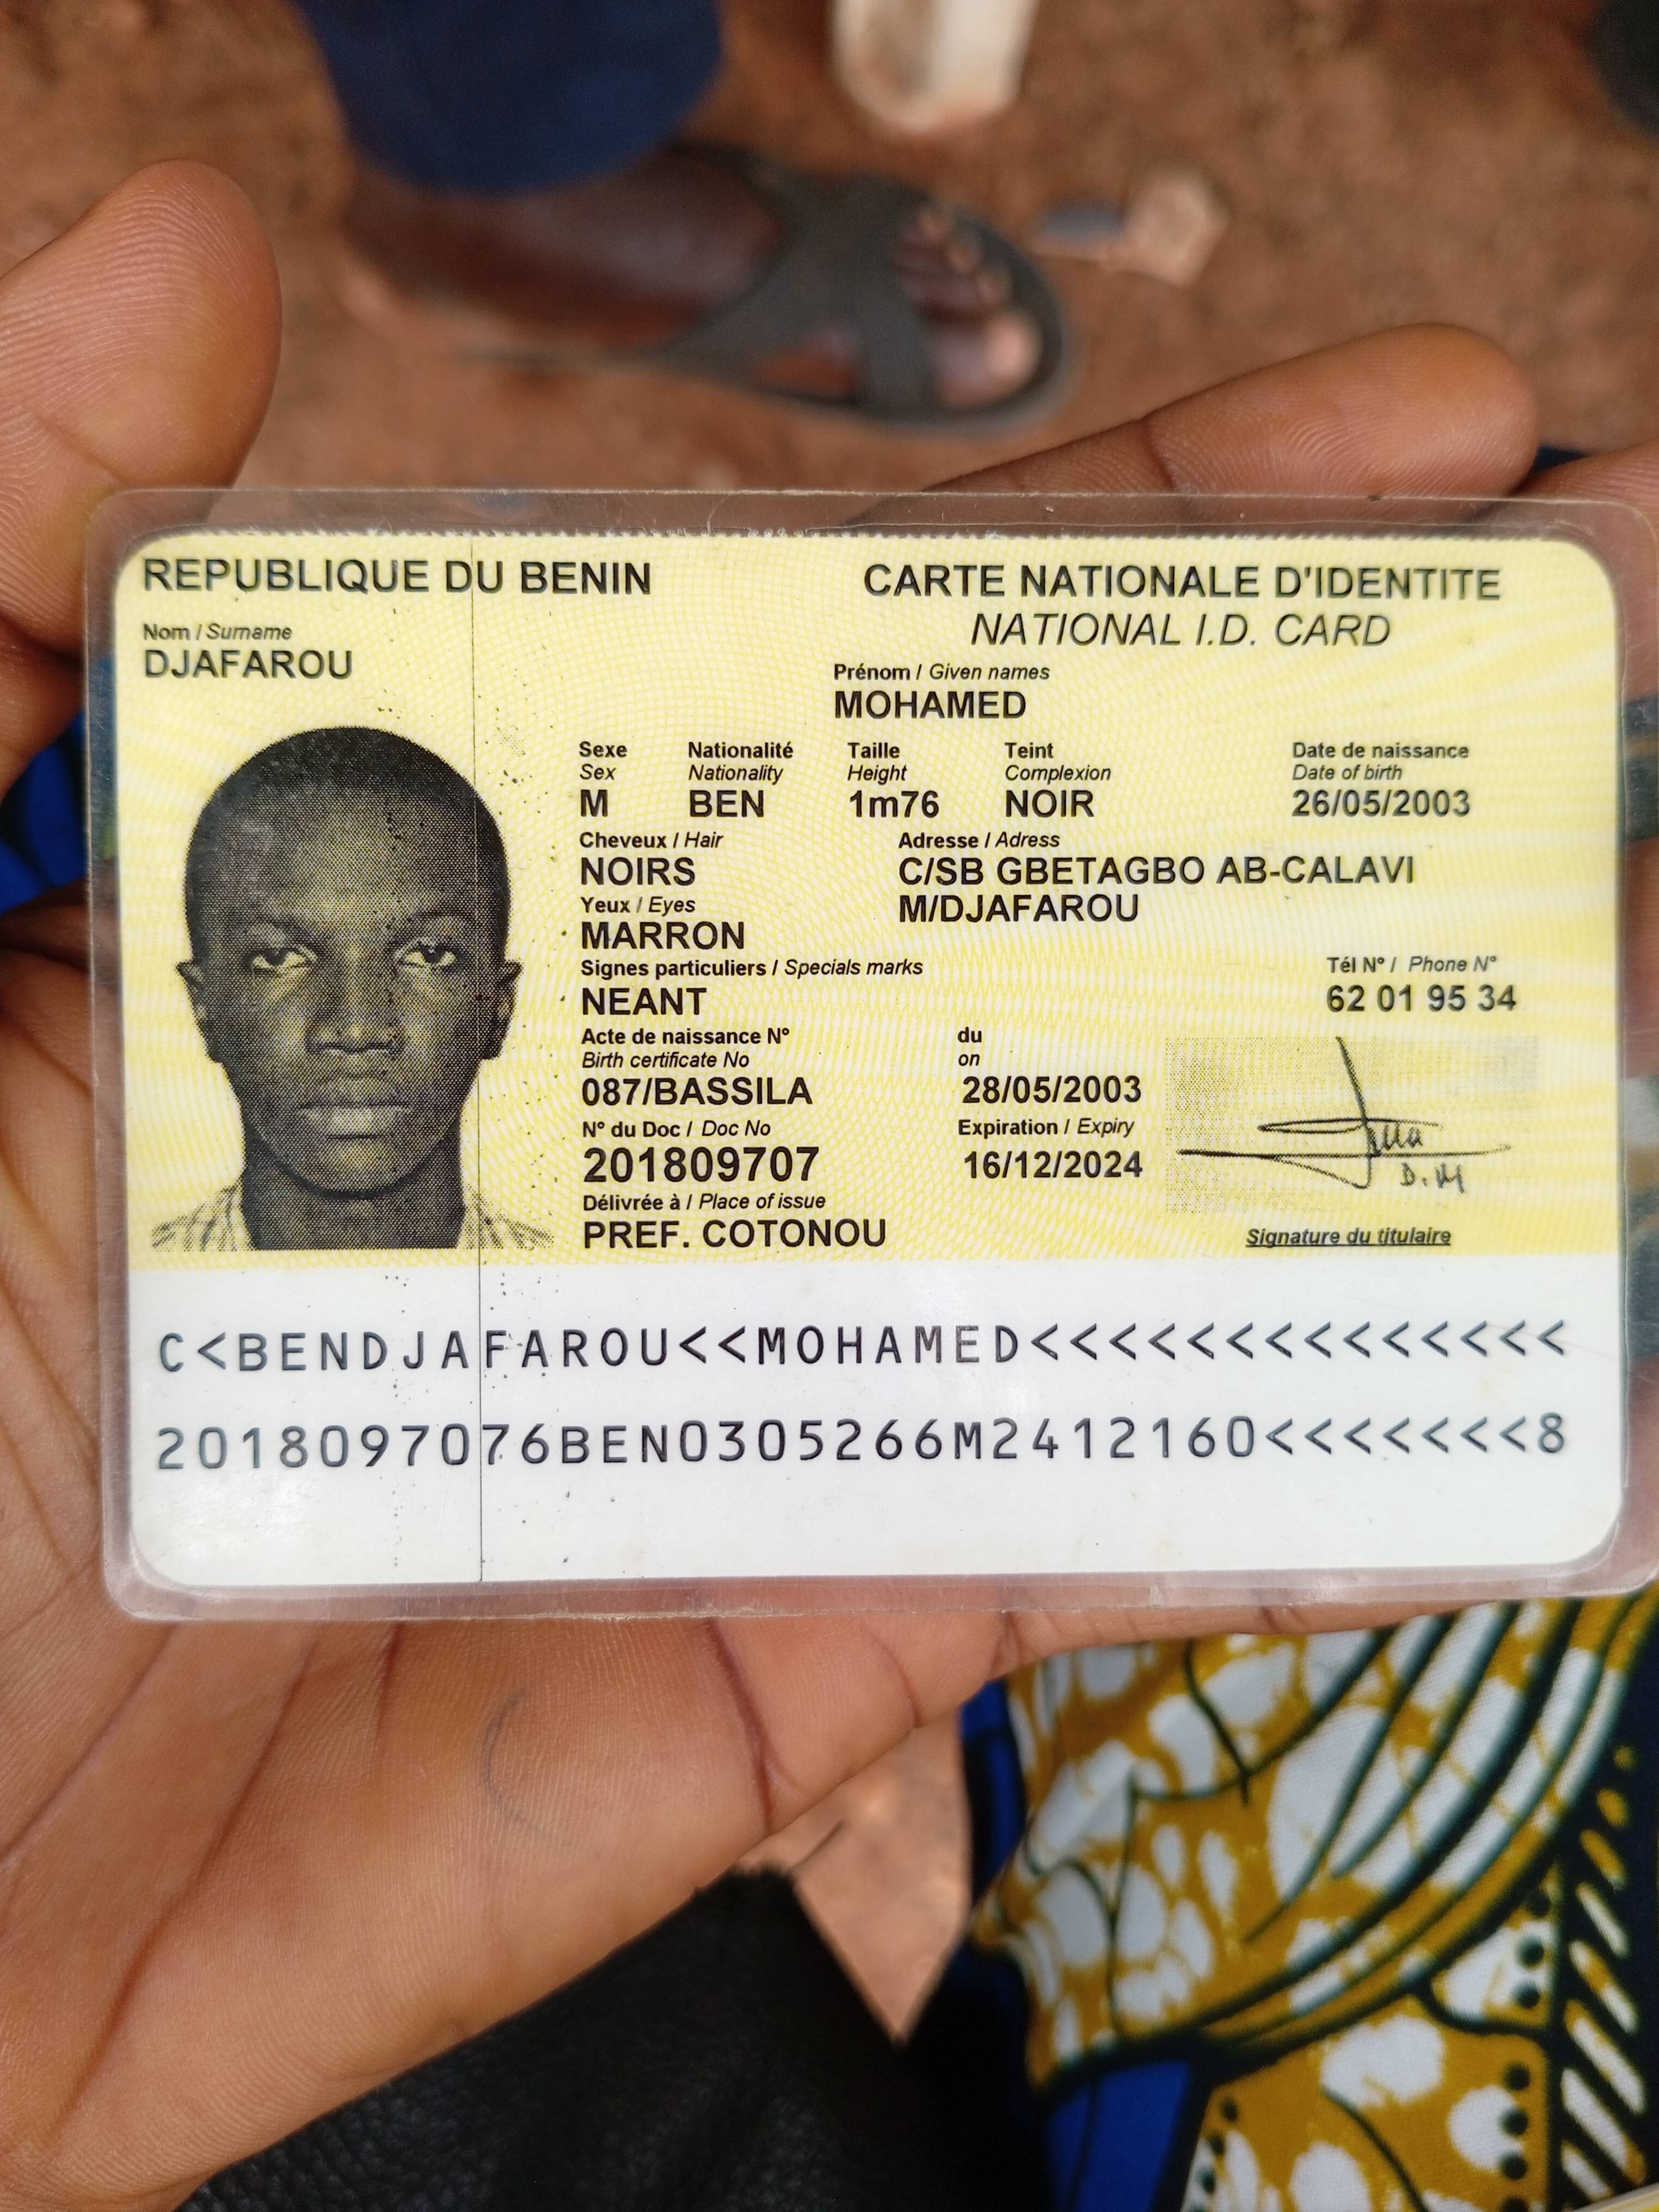 REPUBLIQUE DU BENIN
CARTE NATIONALE D'IDENTITE
NATIONAL I.D. CARD
Nom / Surname
DJAFAROU
Prénom / Given names
MOHAMED
Sexe Nationalité Taille Teint Date de naissance
Sex Nationality Height Complexion Date of birth
M BEN 1m76 NOIR 26/05/2003
Cheveux / Hair Adresse / Adress
NOIRS C/SB GBETAGBO AB-CALAVI
Yeux / Eyes M/DJAFAROU
MARRON
Signes particuliers / Specials marks Tél N° / Phone N°
NEANT 62 01 95 34
Acte de naissance N° du
Birth certificate No on
087/BASSILA 28/05/2003
N° du Doc / Doc No Expiration / Expiry
201809707 16/12/2024
D.M
Délivrée à / Place of issue
PREF. COTONOU
Signature du titulaire
C<BENDJAFAROU<<MOHAMED<<<<<<<<<<<<<<
2018097076BEN0305266M2412160<<<<<<<8